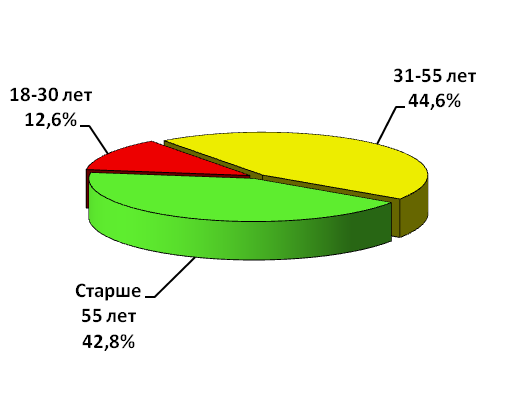 31-55 лет
44,6%
18-30 лет
12,6%
Старше
55 лет
42,8%